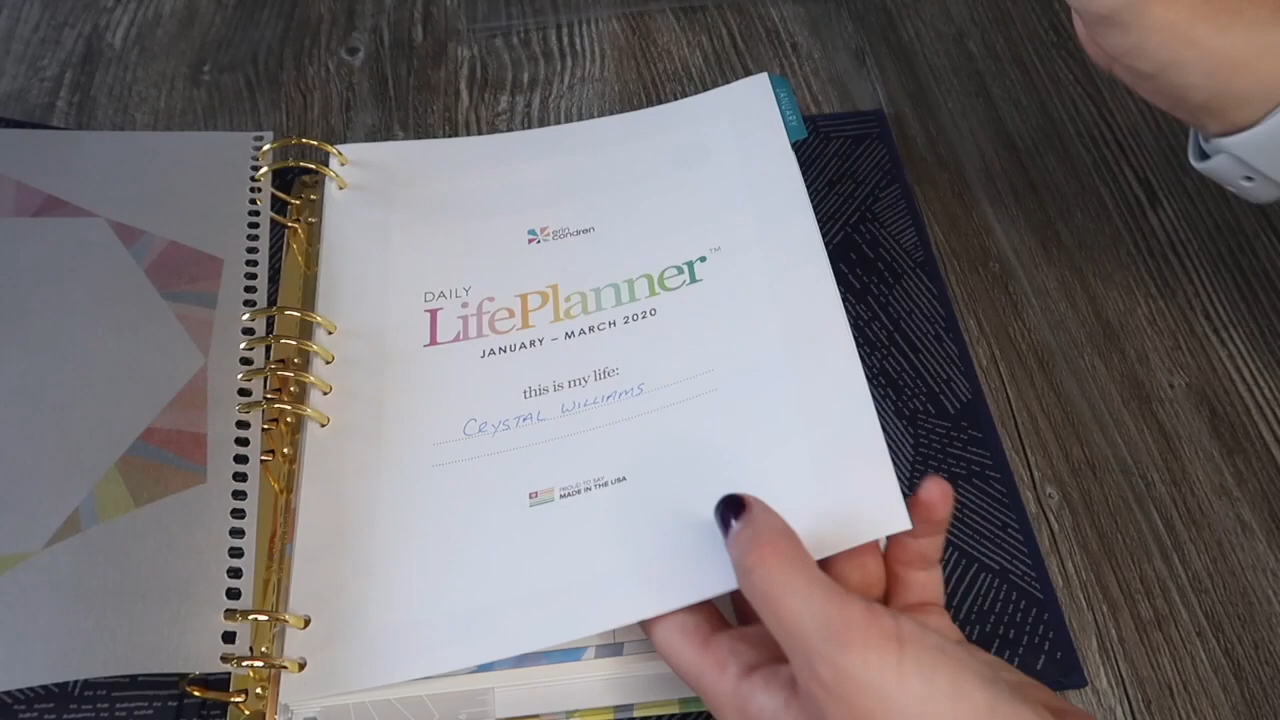 JANUARY
erin
condren
DAILY
LifePlanner™
JANUARY – MARCH 2020
this is my life:
CRYSTAL WILLIAMS
PROUD TO SAY
MADE IN THE USA